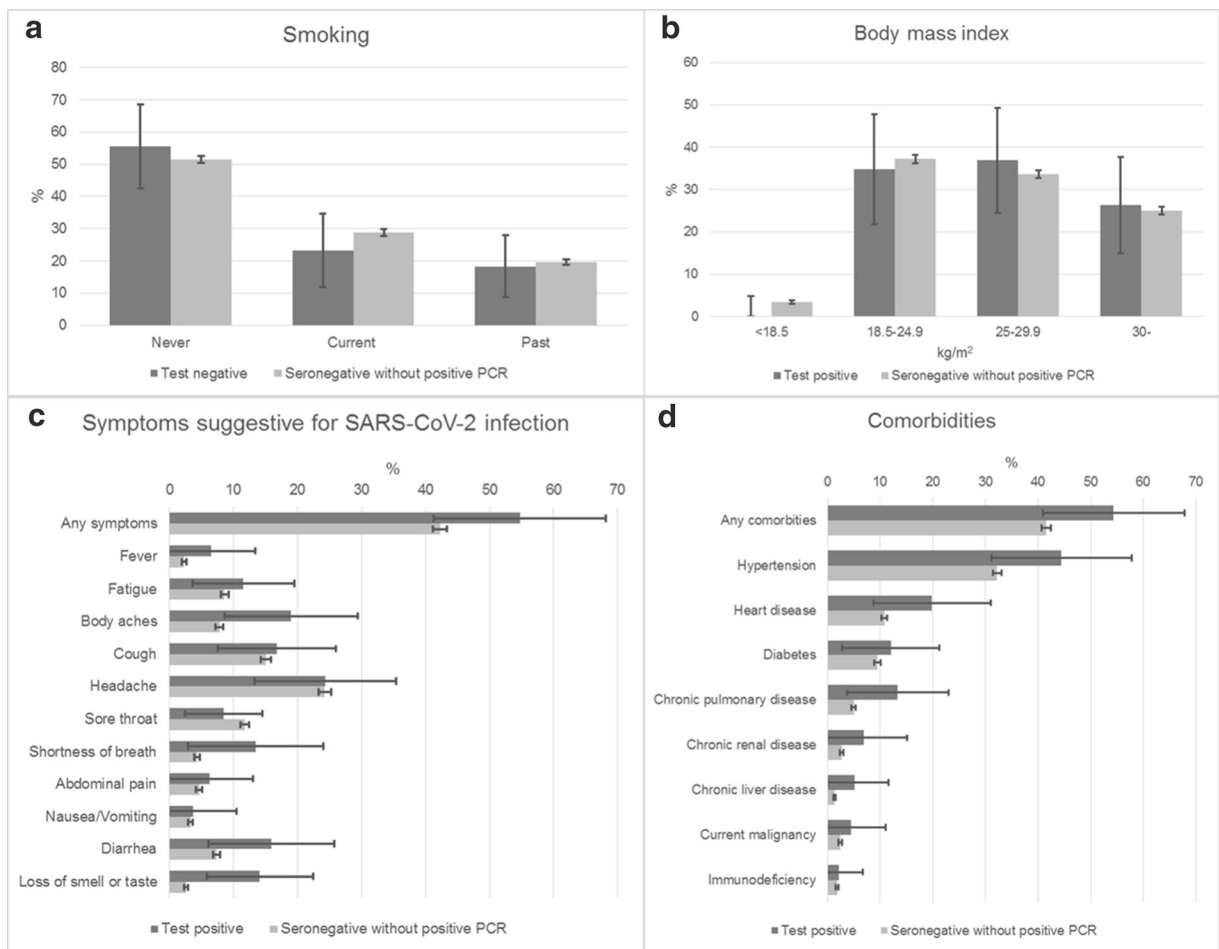 a
Smoking
80
70
60
50
40
30
20
10
0
%
Never Current Past
Test negative Seronegative without positive PCR
b
Body mass index
60
50
40
30
20
10
0
%
<18.5 18.5-24.9 25-29.9 30-
kg/m²
Test positive Seronegative without positive PCR
c
Symptoms suggestive for SARS-CoV-2 infection
%
0 10 20 30 40 50 60 70
Any symptoms
Fever
Fatigue
Body aches
Cough
Headache
Sore throat
Shortness of breath
Abdominal pain
Nausea/Vomiting
Diarrhea
Loss of smell or taste
Test positive Seronegative without positive PCR
d
Comorbidities
%
0 10 20 30 40 50 60 70
Any comorbities
Hypertension
Heart disease
Diabetes
Chronic pulmonary disease
Chronic renal disease
Chronic liver disease
Current malignancy
Immunodeficiency
Test positive Seronegative without positive PCR